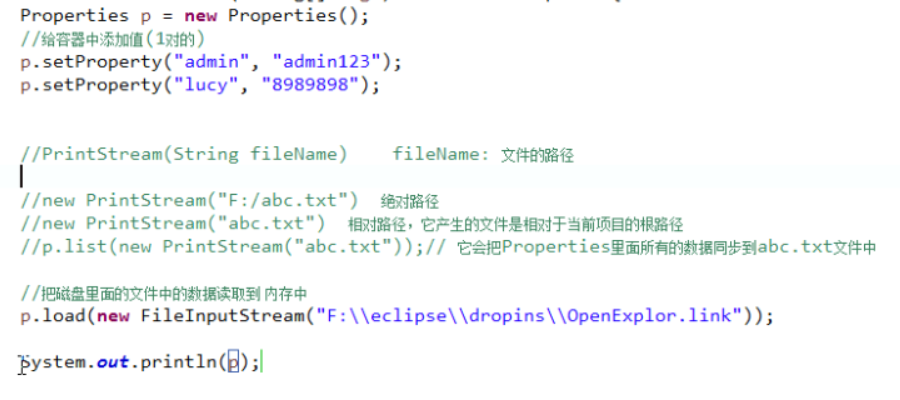 Properties p = new Properties();
//给容器中添加值(1对的)
p.setProperty("admin", "admin123");
p.setProperty("lucy", "8989898");
//PrintStream(String fileName)    fileName: 文件的路径
//new PrintStream("F:/abc.txt")  绝对路径
//new PrintStream("abc.txt")  相对路径，它产生的文件是相对于当前项目的根路径
//p.list(new PrintStream("abc.txt"));// 它会把Properties里面所有的数据同步到abc.txt文件中
//把磁盘里面的文件中的数据读取到 内存中
p.load(new FileInputStream("F:\\eclipse\\dropins\\OpenExplor.link"));
System.out.println(p);